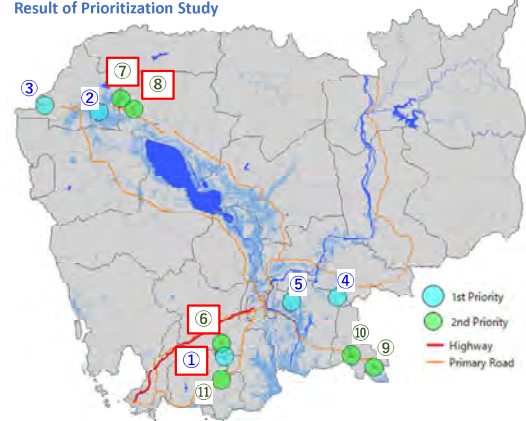 Result of Prioritization Study
⑦
⑧
③
②
⑤
④
⑥
①
⑪
⑩
⑨
1st Priority
2nd Priority
Highway
Primary Road